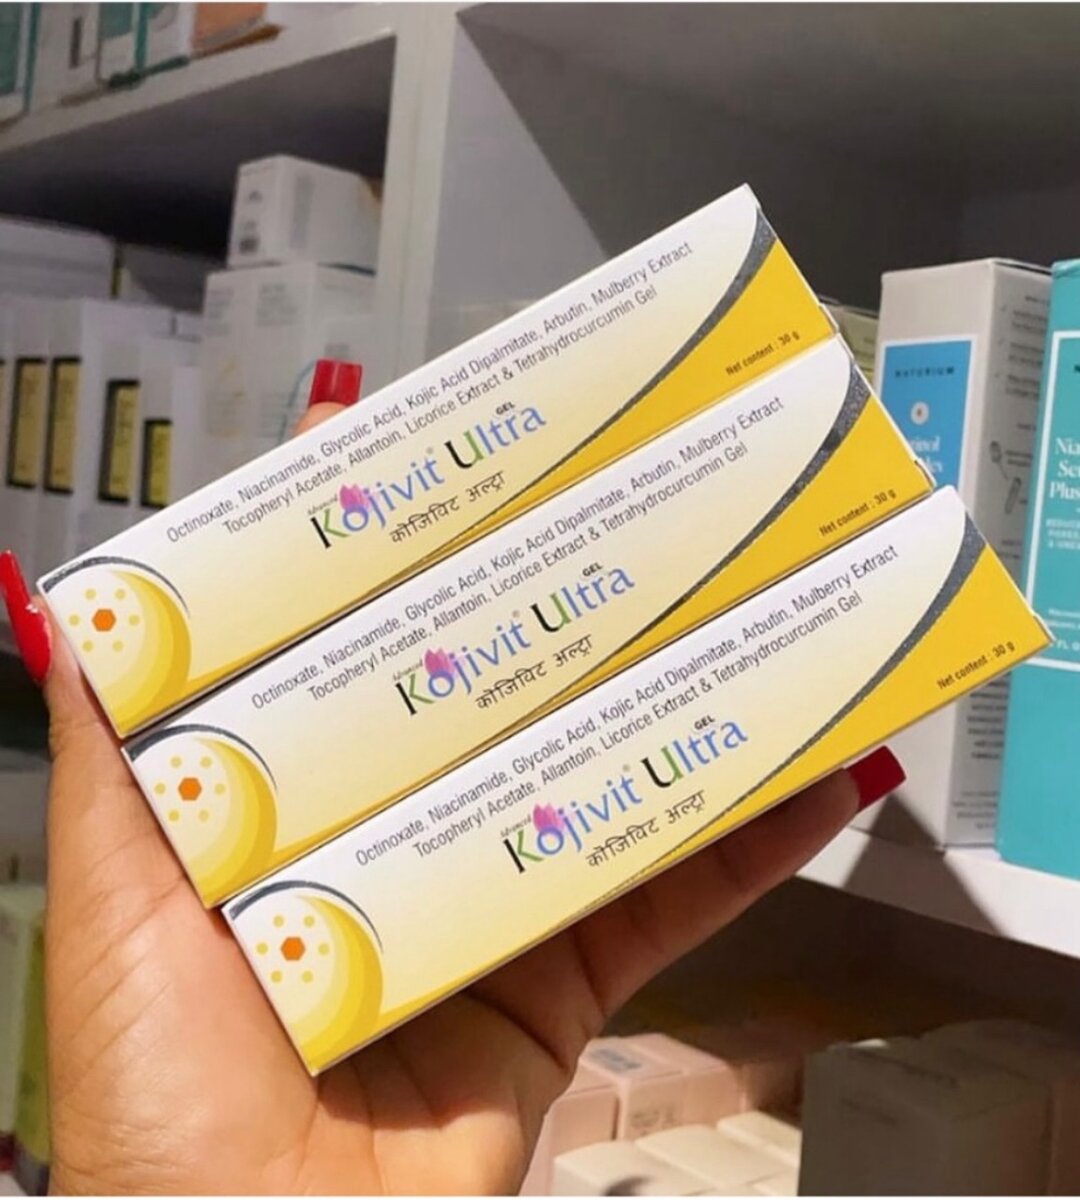 Octinoxate, Niacinamide, Glycolic Acid, Kojic Acid Dipalmitate, Arbutin, Mulberry Extract
Tocopheryl Acetate, Allantoin, Licorice Extract & Tetrahydrocurcumin Gel
Advanced
Kojivit® Ultra GEL
कोजिविट अल्ट्रा
Net content : 30 g
Octinoxate, Niacinamide, Glycolic Acid, Kojic Acid Dipalmitate, Arbutin, Mulberry Extract
Tocopheryl Acetate, Allantoin, Licorice Extract & Tetrahydrocurcumin Gel
Advanced
Kojivit® Ultra GEL
कोजिविट अल्ट्रा
Net content : 30 g
Octinoxate, Niacinamide, Glycolic Acid, Kojic Acid Dipalmitate, Arbutin, Mulberry Extract
Tocopheryl Acetate, Allantoin, Licorice Extract & Tetrahydrocurcumin Gel
Advanced
Kojivit® Ultra GEL
कोजिविट अल्ट्रा
Net content : 30 g
NATURIUM